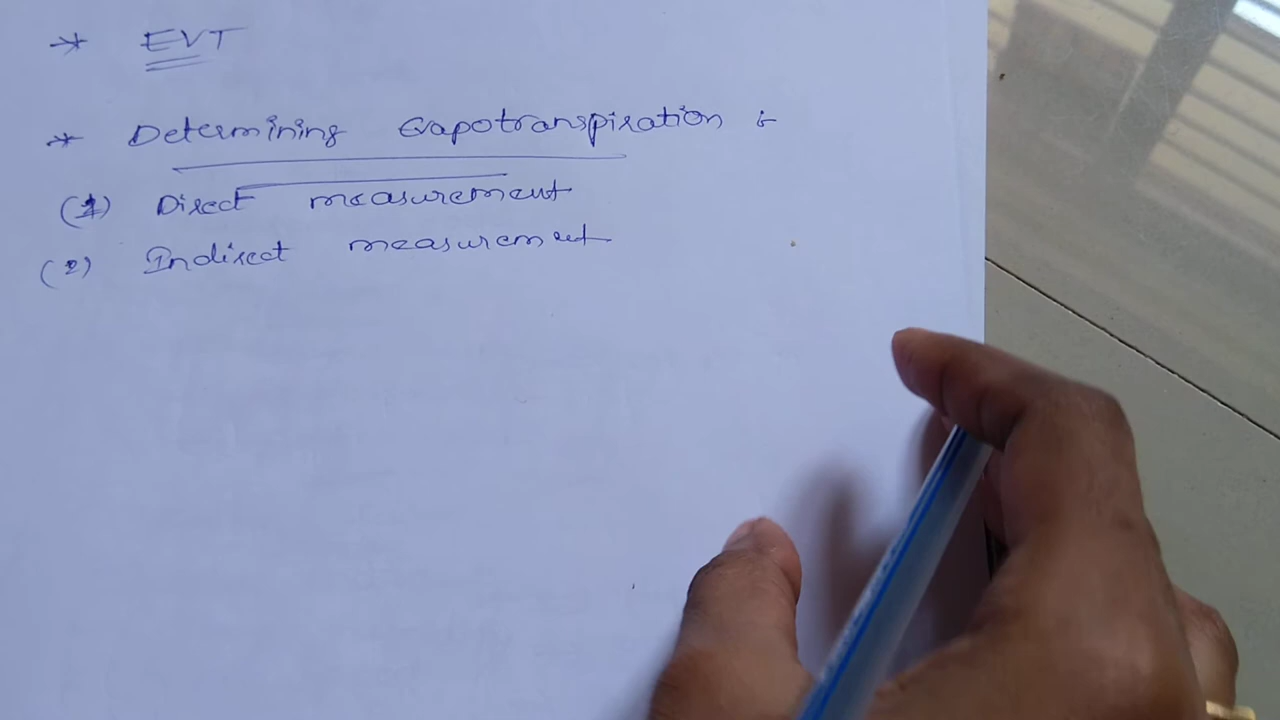 * EVT
* Determining Evapotranspiration :-
(1) Direct measurement
(2) Indirect measurement